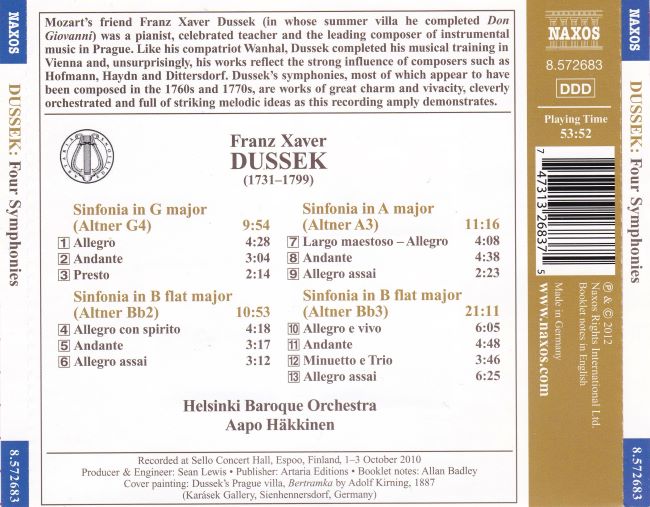 NAXOS
DUSSEK: Four Symphonies
8.572683
Mozart's friend Franz Xaver Dussek (in whose summer villa he completed Don
Giovanni) was a pianist, celebrated teacher and the leading composer of instrumental
music in Prague. Like his compatriot Wanhal, Dussek completed his musical training in
Vienna and, unsurprisingly, his works reflect the strong influence of composers such as
Hofmann, Haydn and Dittersdorf. Dussek's symphonies, most of which appear to have
been composed in the 1760s and 1770s, are works of great charm and vivacity, cleverly
orchestrated and full of striking melodic ideas as this recording amply demonstrates.
Franz Xaver
DUSSEK
(1731–1799)
Sinfonia in G major
(Altner G4) 9:54
1 Allegro 4:28
2 Andante 3:04
3 Presto 2:14
Sinfonia in B flat major
(Altner Bb2) 10:53
4 Allegro con spirito 4:18
5 Andante 3:17
6 Allegro assai 3:12
Sinfonia in A major
(Altner A3) 11:16
7 Largo maestoso – Allegro 4:08
8 Andante 4:38
9 Allegro assai 2:23
Sinfonia in B flat major
(Altner Bb3) 21:11
10 Allegro e vivo 6:05
11 Andante 4:48
12 Minuetto e Trio 3:46
13 Allegro assai 6:25
Helsinki Baroque Orchestra
Aapo Häkkinen
Recorded at Sello Concert Hall, Espoo, Finland, 1–3 October 2010
Producer & Engineer: Sean Lewis • Publisher: Artaria Editions • Booklet notes: Allan Badley
Cover painting: Dussek's Prague villa, Bertramka by Adolf Kirning, 1887
(Karásek Gallery, Sienhennersdorf, Germany)
NAXOS
8.572683
DDD
Playing Time
53:52
7 47313 26837 5
℗ & © 2012
Naxos Rights International Ltd.
Booklet notes in English
Made in Germany
www.naxos.com
NAXOS
DUSSEK: Four Symphonies
8.572683